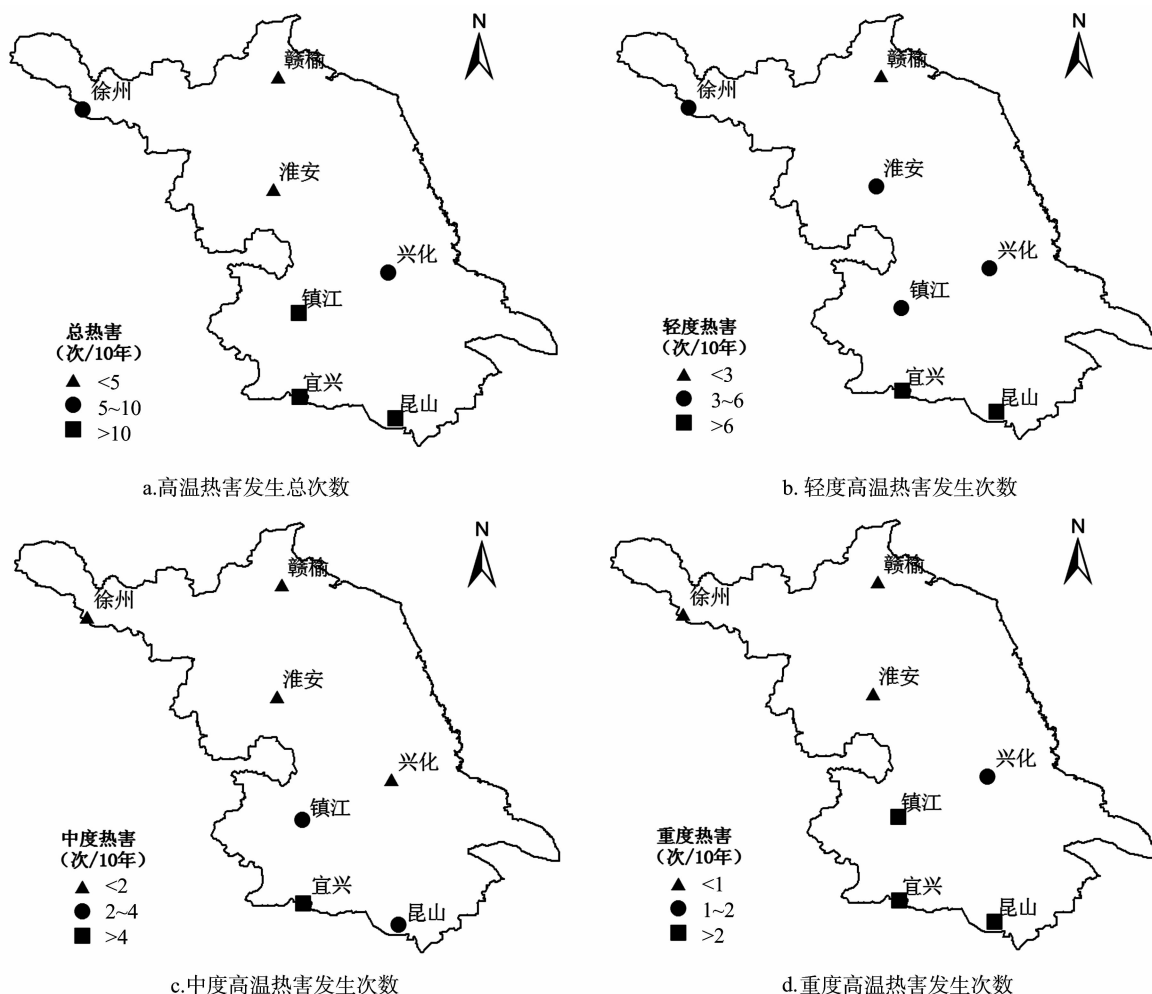 N
赣榆
徐州
淮安
兴化
镇江
宜兴
昆山
总热害
（次/10年）
<5
5~10
>10
a.高温热害发生总次数
N
赣榆
徐州
淮安
兴化
镇江
宜兴
昆山
轻度热害
（次/10年）
<3
3~6
>6
b. 轻度高温热害发生次数
N
赣榆
徐州
淮安
兴化
镇江
宜兴
昆山
中度热害
（次/10年）
<2
2~4
>4
c.中度高温热害发生次数
N
赣榆
徐州
淮安
兴化
镇江
宜兴
昆山
重度热害
（次/10年）
<1
1~2
>2
d.重度高温热害发生次数